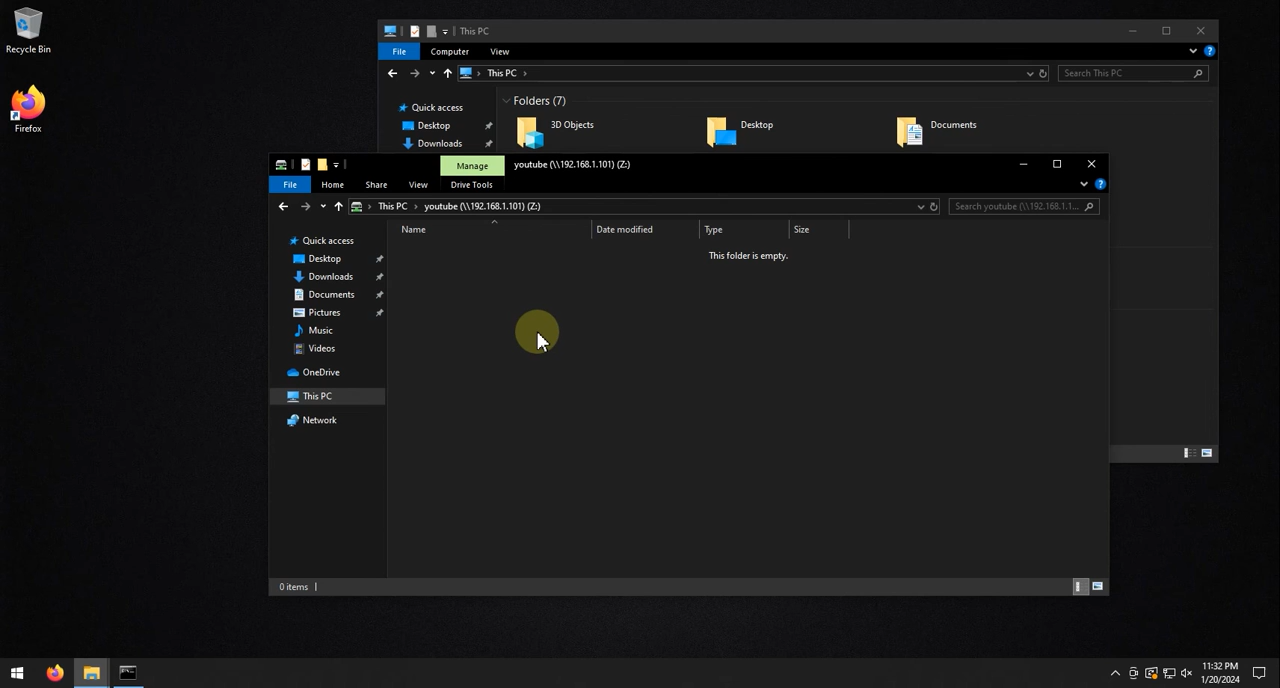 Recycle Bin
Firefox
This PC
File Computer View
This PC
Search This PC
Quick access
Desktop
Downloads
Folders (7)
3D Objects
Desktop
Documents
Manage
youtube (\\192.168.1.101) (Z:)
File Home Share View Drive Tools
This PC youtube (\\192.168.1.101) (Z:)
Search youtube (\\192.168.1.1...
Name Date modified Type Size
This folder is empty.
Quick access
Desktop
Downloads
Documents
Pictures
Music
Videos
OneDrive
This PC
Network
0 items
11:32 PM
1/20/2024